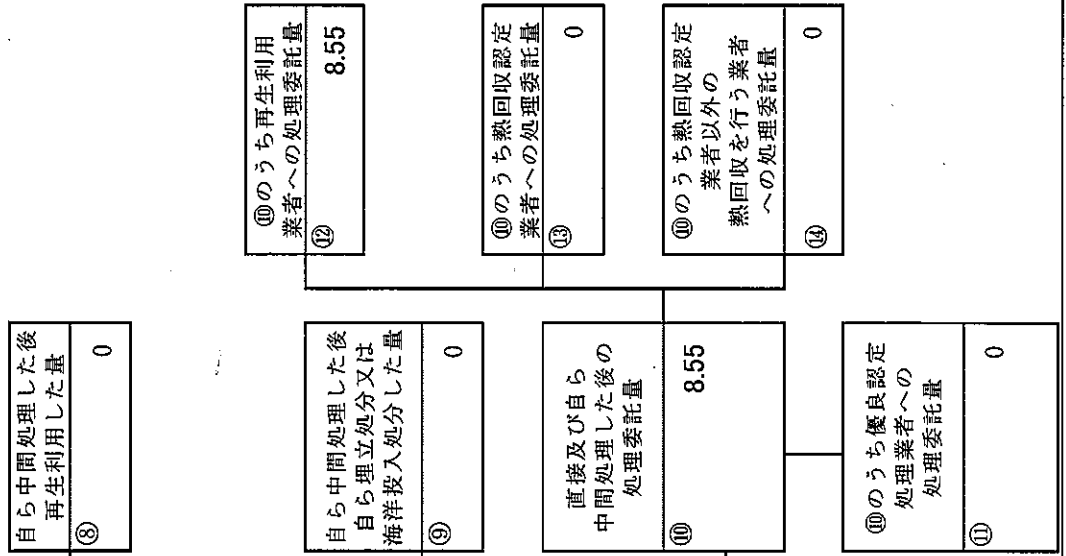 自ら中間処理した後
再生利用した量
⑧ 0
自ら中間処理した後
自ら埋立処分又は
海洋投入処分した量
⑨ 0
直接及び自ら
中間処理した後の
処理委託量
⑩ 8.55
⑩のうち優良認定
処理業者への
処理委託量
⑪ 0
⑩のうち再生利用
業者への処理委託量
⑫ 8.55
⑩のうち熱回収認定
業者への処理委託量
⑬ 0
⑩のうち熱回収認定
業者以外の
熱回収を行う業者
への処理委託量
⑭ 0